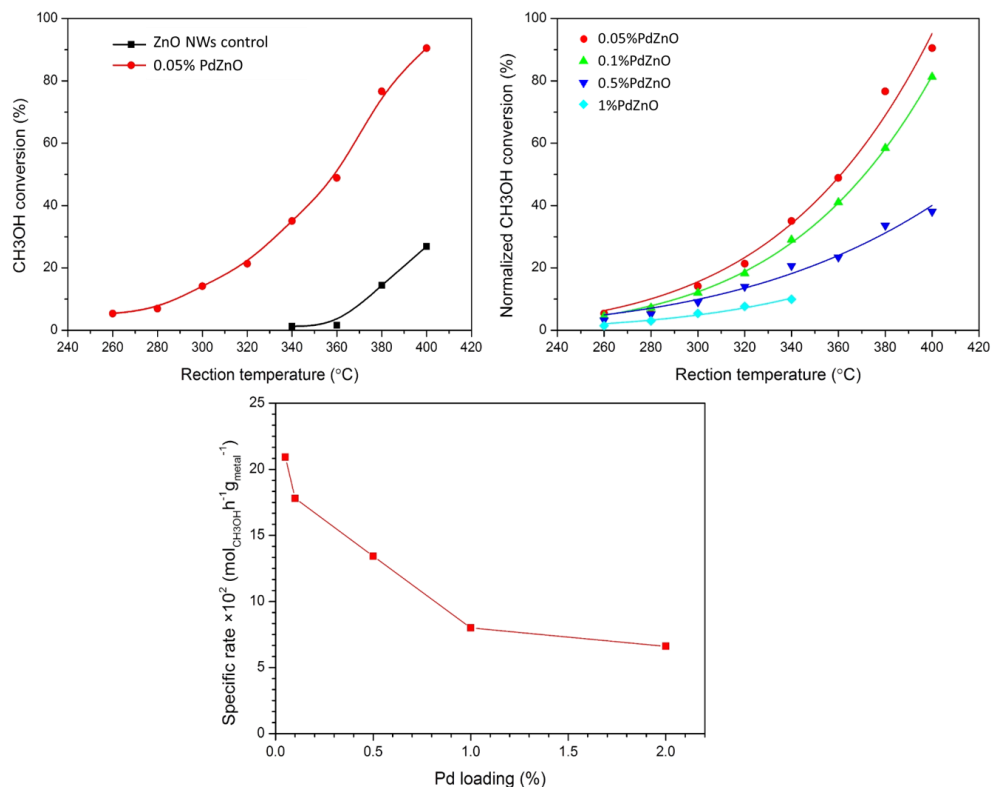 CH3OH conversion (%)
100
80
60
40
20
0
ZnO NWs control
0.05% PdZnO
240 260 280 300 320 340 360 380 400 420
Rection temperature (°C)
Normalized CH3OH conversion (%)
100
80
60
40
20
0
0.05%PdZnO
0.1%PdZnO
0.5%PdZnO
1%PdZnO
240 260 280 300 320 340 360 380 400 420
Rection temperature (°C)
Specific rate ×10² (mol_CH3OH h⁻¹g_metal⁻¹)
25
20
15
10
5
0
0.0 0.5 1.0 1.5 2.0
Pd loading (%)